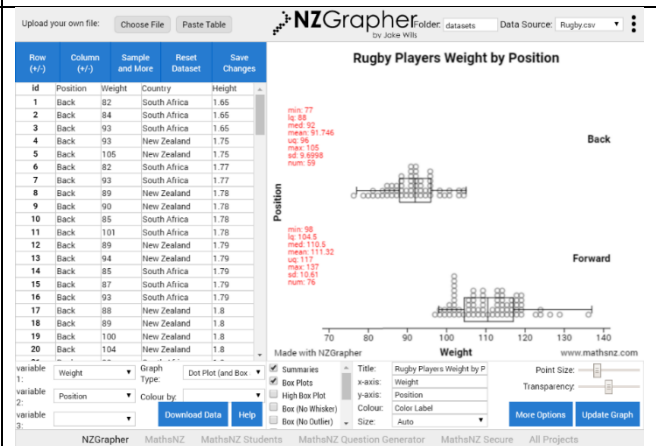 Upload your own file: Choose File Paste Table
NZGrapher
by Jake Wills
Folder: datasets Data Source: Rugby.csv
Row (+/-) Column (+/-) Sample and More Reset Dataset Save Changes
id Position Weight Country Height
1 Back 82 South Africa 1.65
2 Back 84 South Africa 1.65
3 Back 93 South Africa 1.65
4 Back 93 New Zealand 1.75
5 Back 105 New Zealand 1.75
6 Back 82 South Africa 1.77
7 Back 93 South Africa 1.77
8 Back 89 New Zealand 1.78
9 Back 90 New Zealand 1.78
10 Back 85 South Africa 1.78
11 Back 101 South Africa 1.78
12 Back 89 New Zealand 1.79
13 Back 94 New Zealand 1.79
14 Back 85 South Africa 1.79
15 Back 87 South Africa 1.79
16 Back 93 South Africa 1.79
17 Back 88 New Zealand 1.8
18 Back 89 New Zealand 1.8
19 Back 100 New Zealand 1.8
20 Back 104 New Zealand 1.8
Rugby Players Weight by Position
min: 77
lq: 88
med: 92
mean: 91.746
uq: 96
max: 105
sd: 9.6998
num: 59
Back
Position
min: 98
lq: 104.5
med: 110.5
mean: 111.32
uq: 117
max: 137
sd: 10.61
num: 76
Forward
70 80 90 100 110 120 130 140
Made with NZGrapher Weight www.mathsnz.com
variable 1: Weight Graph Type: Dot Plot (and Box
variable 2: Position Colour by:
variable 3: Download Data Help
Summaries
Box Plots
High Box Plot
Box (No Whisker)
Box (No Outlier)
Title: Rugby Players Weight by P
x-axis: Weight
y-axis: Position
Colour: Color Label
Size: Auto
Point Size:
Transparency:
More Options Update Graph
NZGrapher MathsNZ MathsNZ Students MathsNZ Question Generator MathsNZ Secure All Projects